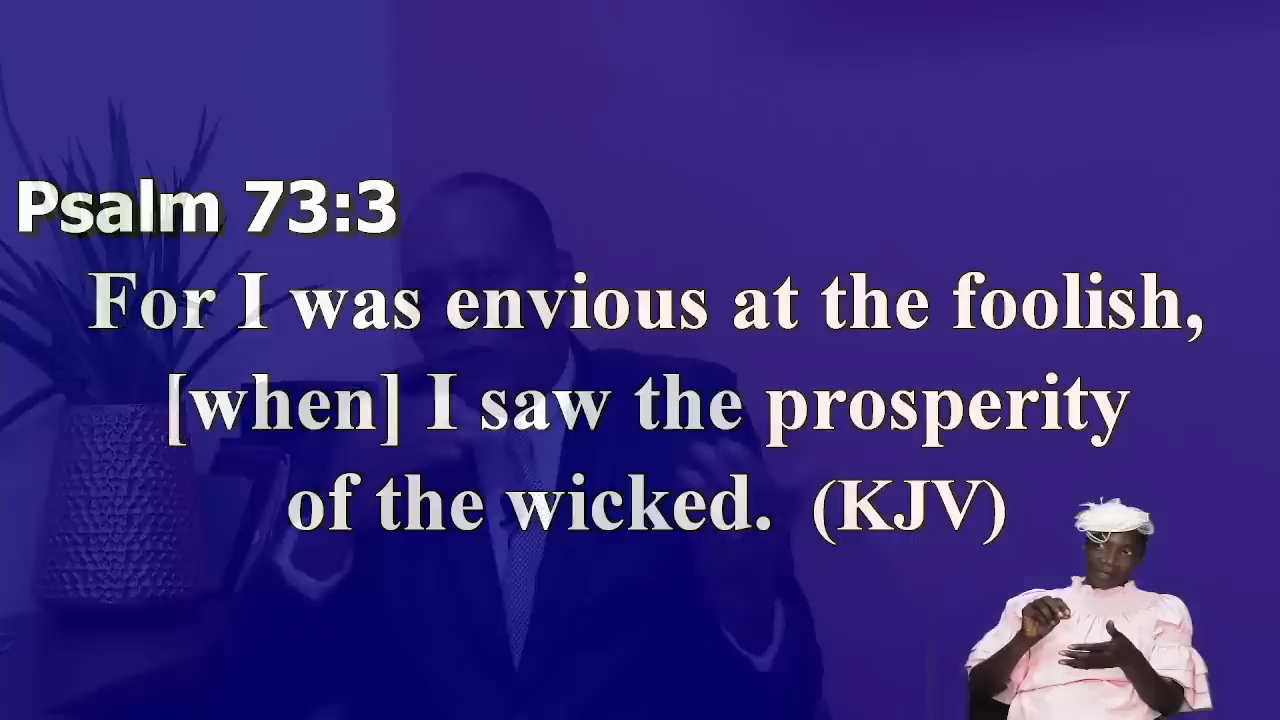 Psalm 73:3
For I was envious at the foolish,
[when] I saw the prosperity
of the wicked. (KJV)